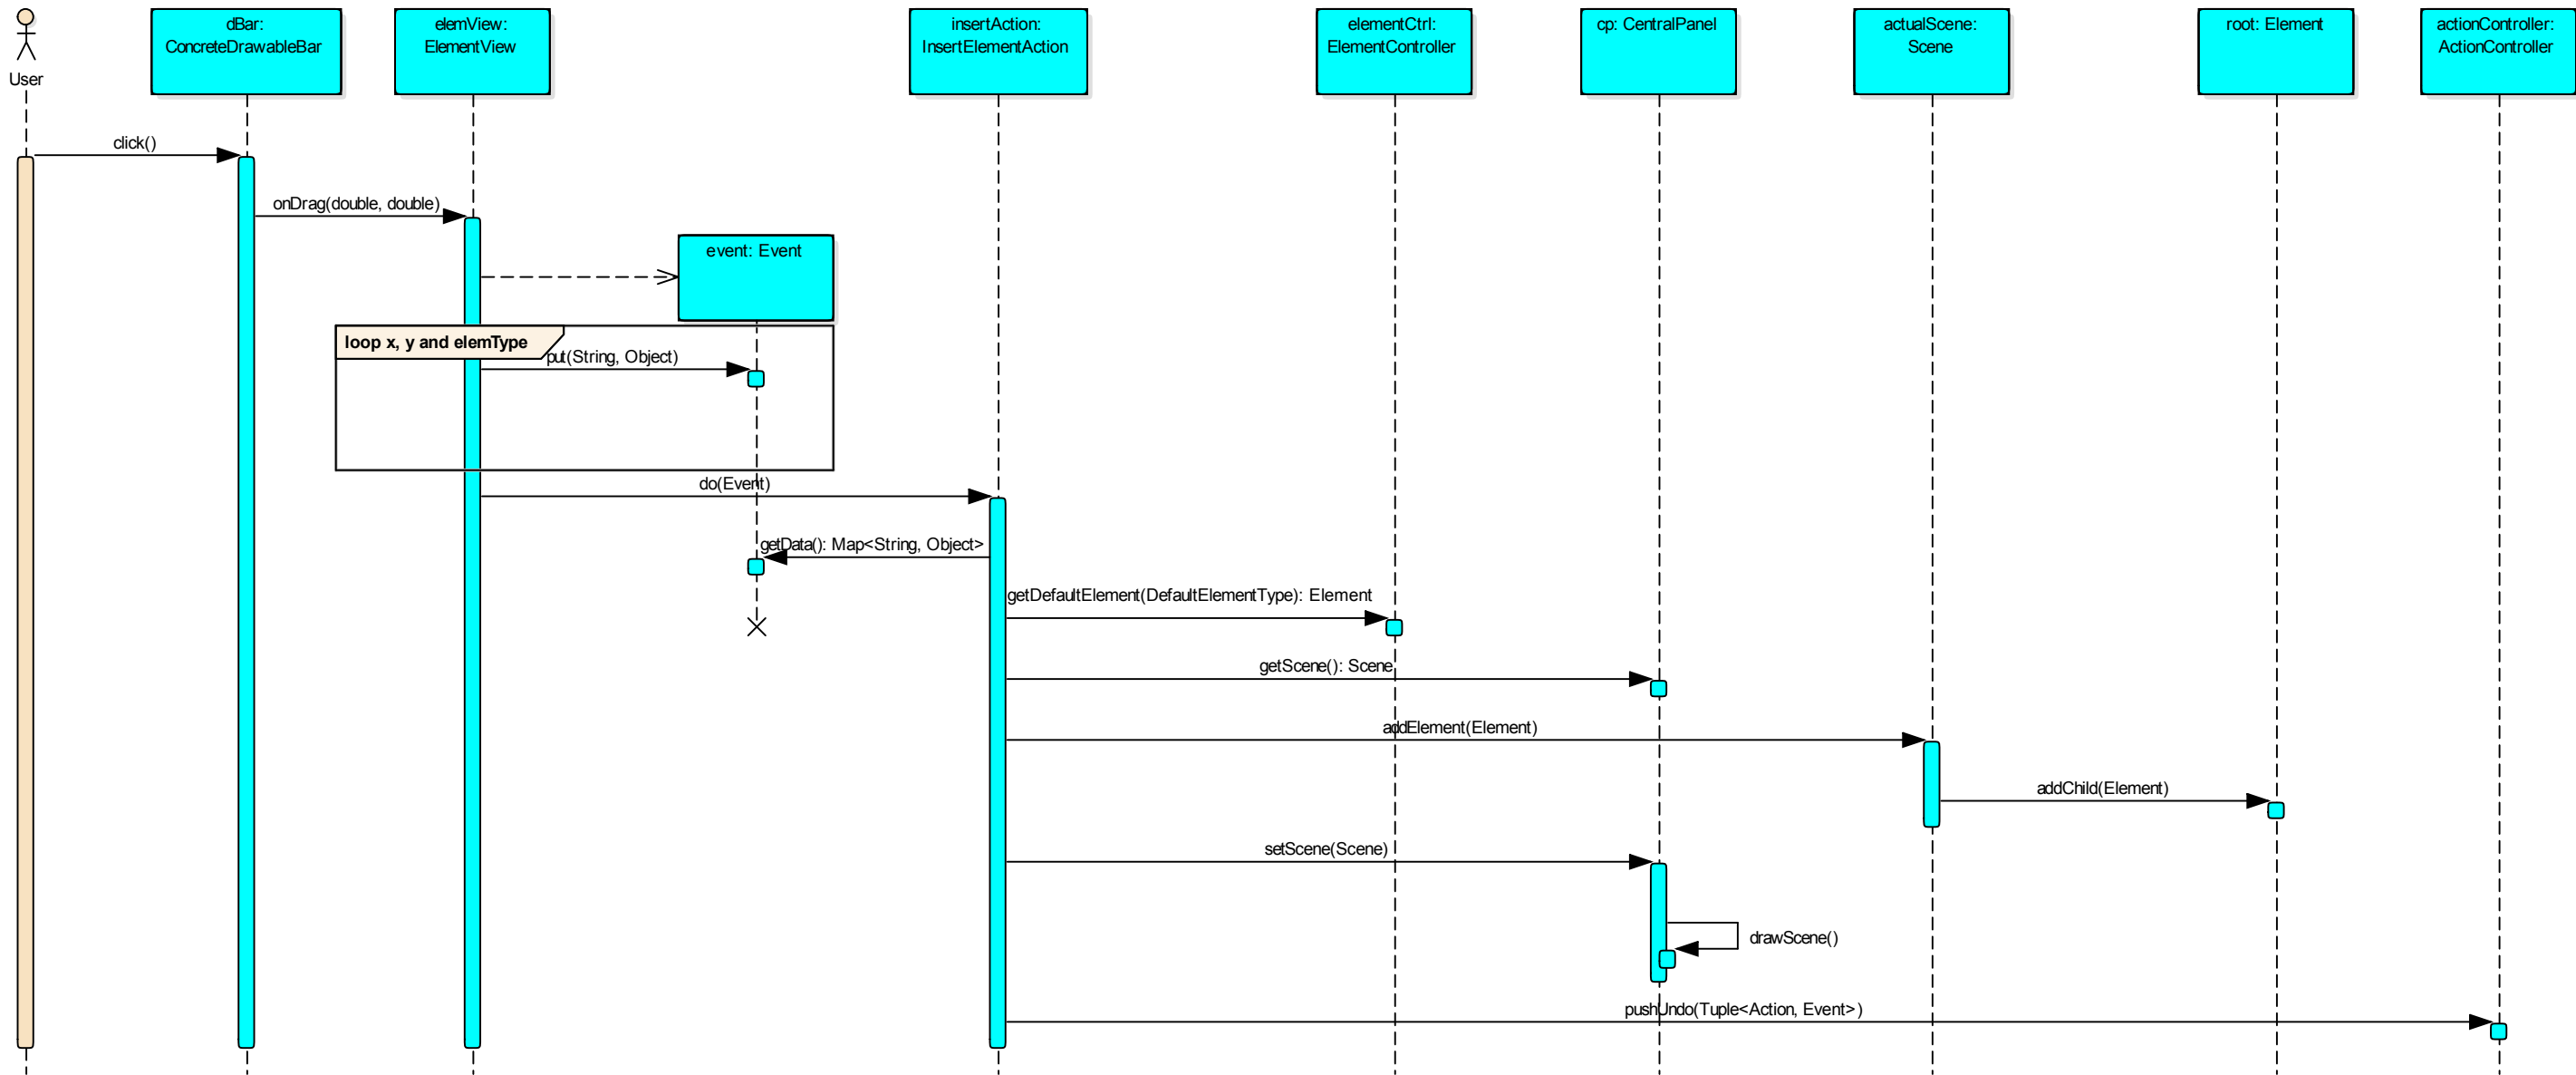 dBar:
ConcreteDrawableBar
elemView:
ElementView
insertAction:
InsertElementAction
elementCtrl:
ElementController
cp: CentralPanel
actualScene:
Scene
root: Element
actionController:
ActionController
User
click()
onDrag(double, double)
event: Event
loop x, y and elemType
put(String, Object)
do(Event)
getData(): Map<String, Object>
getDefaultElement(DefaultElementType): Element
getScene(): Scene
addElement(Element)
addChild(Element)
setScene(Scene)
drawScene()
pushUndo(Tuple<Action, Event>)